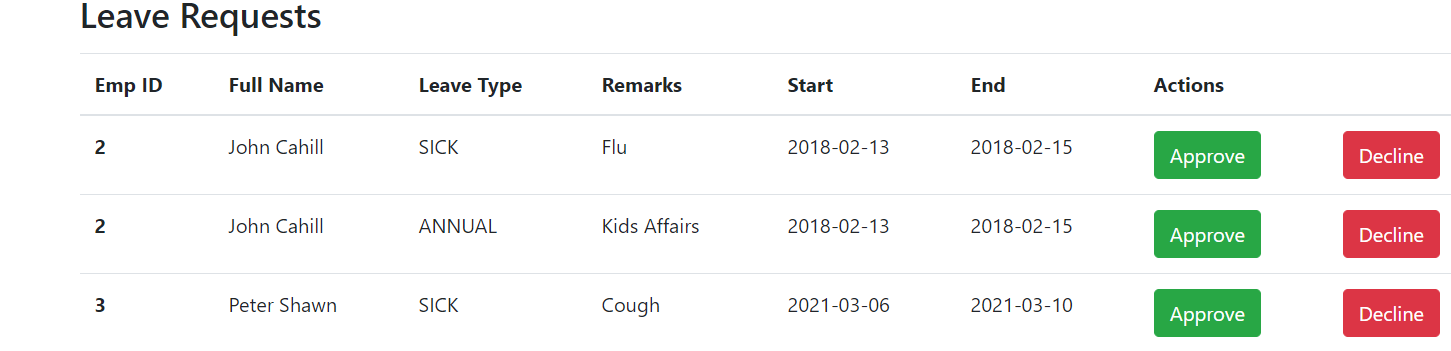 Leave Requests
Emp ID Full Name Leave Type Remarks Start End Actions
2 John Cahill SICK Flu 2018-02-13 2018-02-15 Approve Decline
2 John Cahill ANNUAL Kids Affairs 2018-02-13 2018-02-15 Approve Decline
3 Peter Shawn SICK Cough 2021-03-06 2021-03-10 Approve Decline